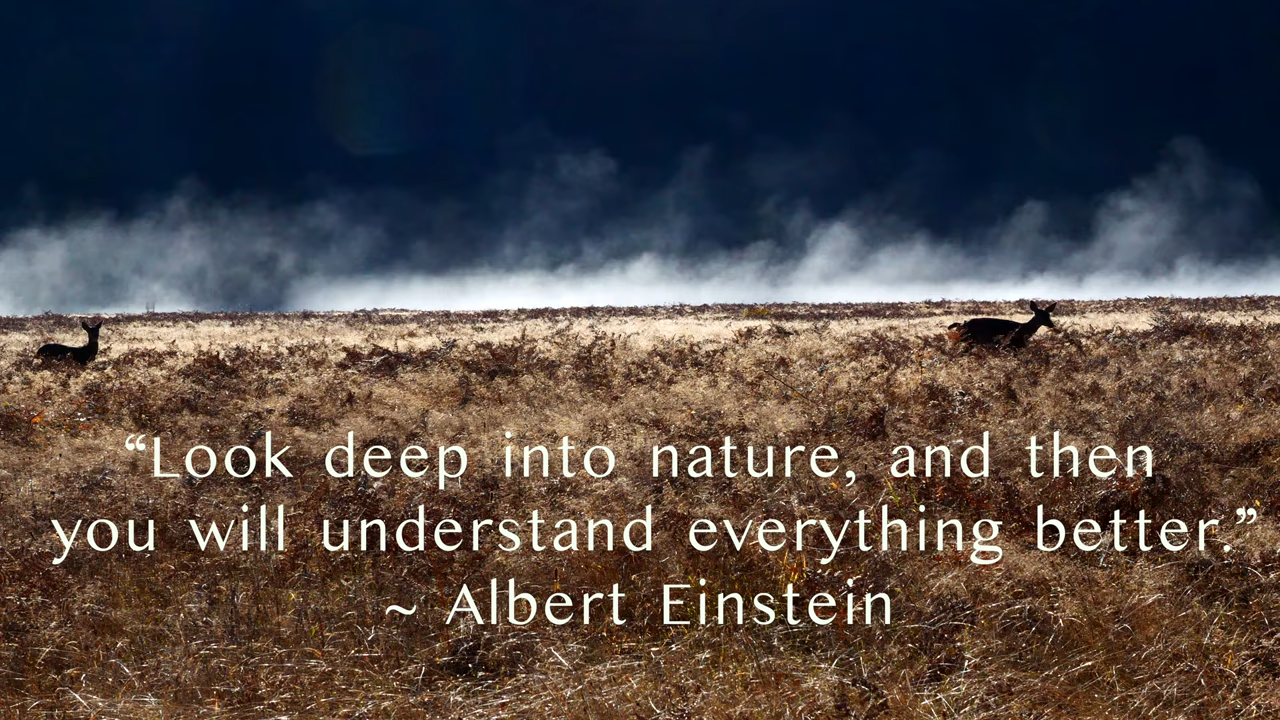 “Look deep into nature, and then
you will understand everything better.”
~ Albert Einstein